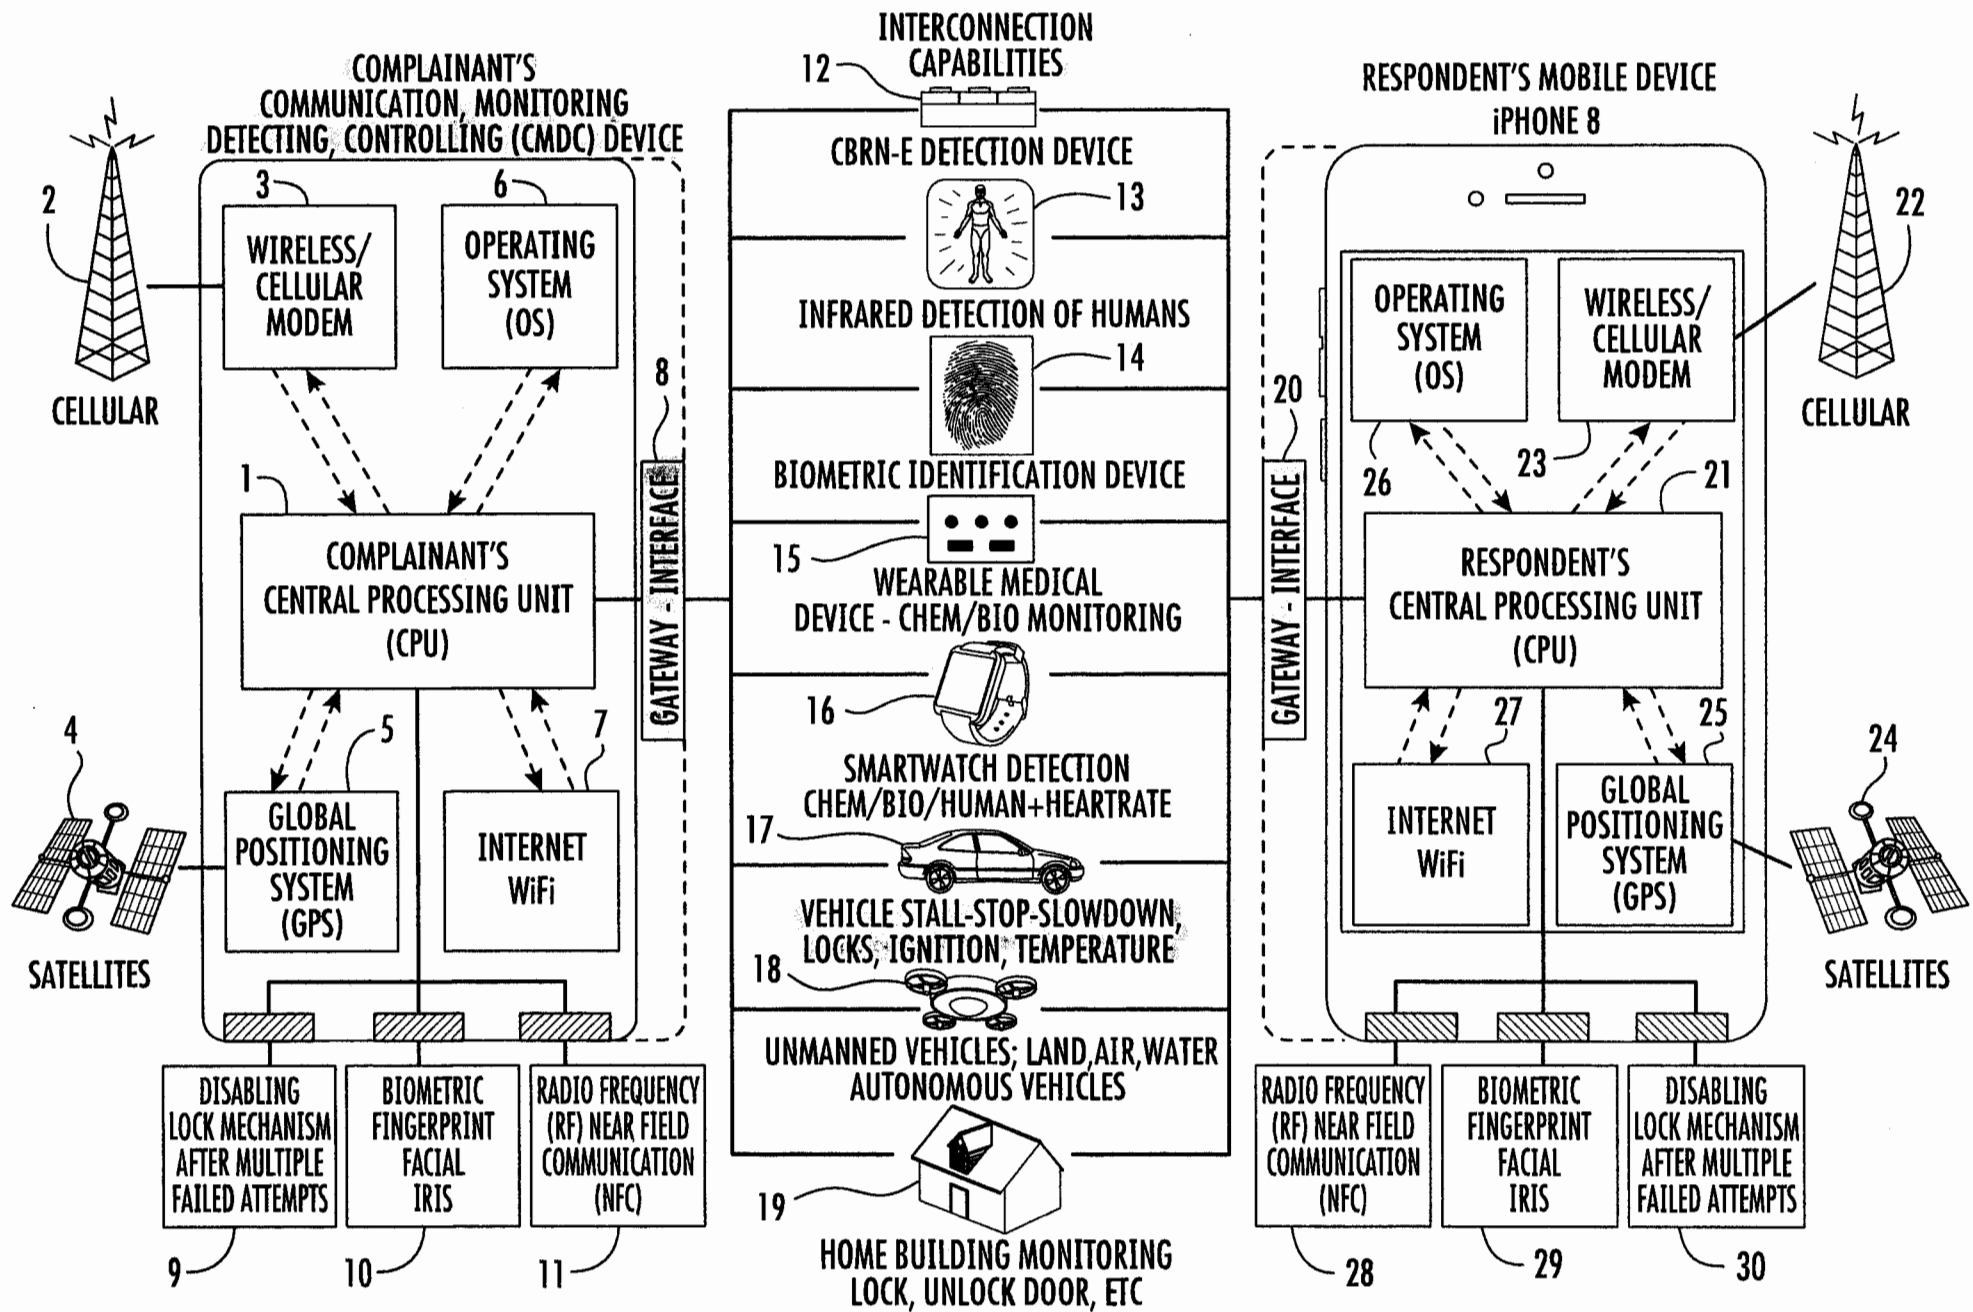 COMPLAINANT'S
COMMUNICATION, MONITORING
DETECTING, CONTROLLING (CMDC) DEVICE
2
CELLULAR
3
WIRELESS/
CELLULAR
MODEM
6
OPERATING
SYSTEM
(OS)
8
GATEWAY - INTERFACE
1
COMPLAINANT'S
CENTRAL PROCESSING UNIT
(CPU)
4
SATELLITES
5
GLOBAL
POSITIONING
SYSTEM
(GPS)
7
INTERNET
WiFi
DISABLING
LOCK MECHANISM
AFTER MULTIPLE
FAILED ATTEMPTS
9
BIOMETRIC
FINGERPRINT
FACIAL
IRIS
10
RADIO FREQUENCY
(RF) NEAR FIELD
COMMUNICATION
(NFC)
11
INTERCONNECTION
CAPABILITIES
12
CBRN-E DETECTION DEVICE
13
INFRARED DETECTION OF HUMANS
14
BIOMETRIC IDENTIFICATION DEVICE
15
WEARABLE MEDICAL
DEVICE - CHEM/BIO MONITORING
16
SMARTWATCH DETECTION
CHEM/BIO/HUMAN+HEARTRATE
17
VEHICLE STALL-STOP-SLOWDOWN,
LOCKS, IGNITION, TEMPERATURE
18
UNMANNED VEHICLES; LAND,AIR,WATER
AUTONOMOUS VEHICLES
19
HOME BUILDING MONITORING
LOCK, UNLOCK DOOR, ETC
RESPONDENT'S MOBILE DEVICE
iPHONE 8
20
GATEWAY - INTERFACE
OPERATING
SYSTEM
(OS)
26
WIRELESS/
CELLULAR
MODEM
23
22
CELLULAR
21
RESPONDENT'S
CENTRAL PROCESSING UNIT
(CPU)
27
INTERNET
WiFi
25
GLOBAL
POSITIONING
SYSTEM
(GPS)
24
SATELLITES
RADIO FREQUENCY
(RF) NEAR FIELD
COMMUNICATION
(NFC)
28
BIOMETRIC
FINGERPRINT
FACIAL
IRIS
29
DISABLING
LOCK MECHANISM
AFTER MULTIPLE
FAILED ATTEMPTS
30